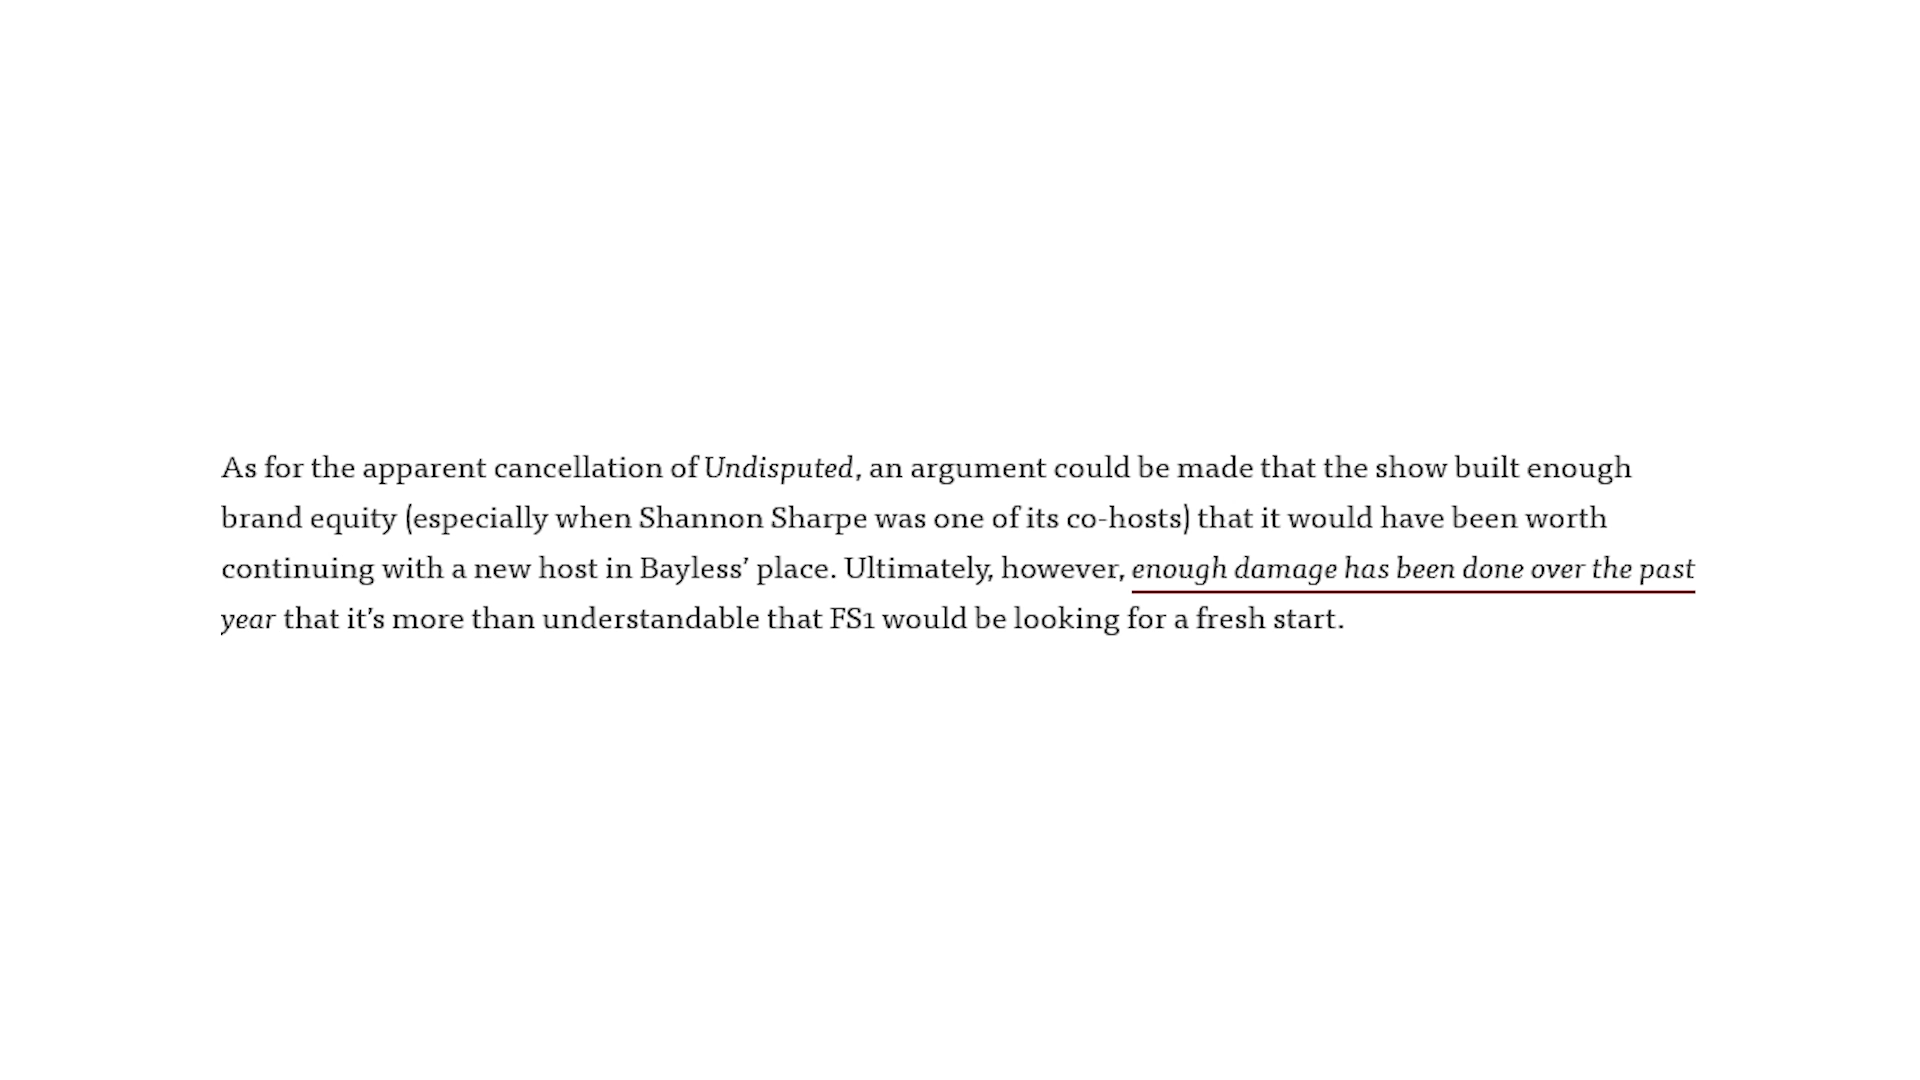 As for the apparent cancellation of Undisputed, an argument could be made that the show built enough
brand equity (especially when Shannon Sharpe was one of its co-hosts) that it would have been worth
continuing with a new host in Bayless’ place. Ultimately, however, enough damage has been done over the past
year that it’s more than understandable that FS1 would be looking for a fresh start.